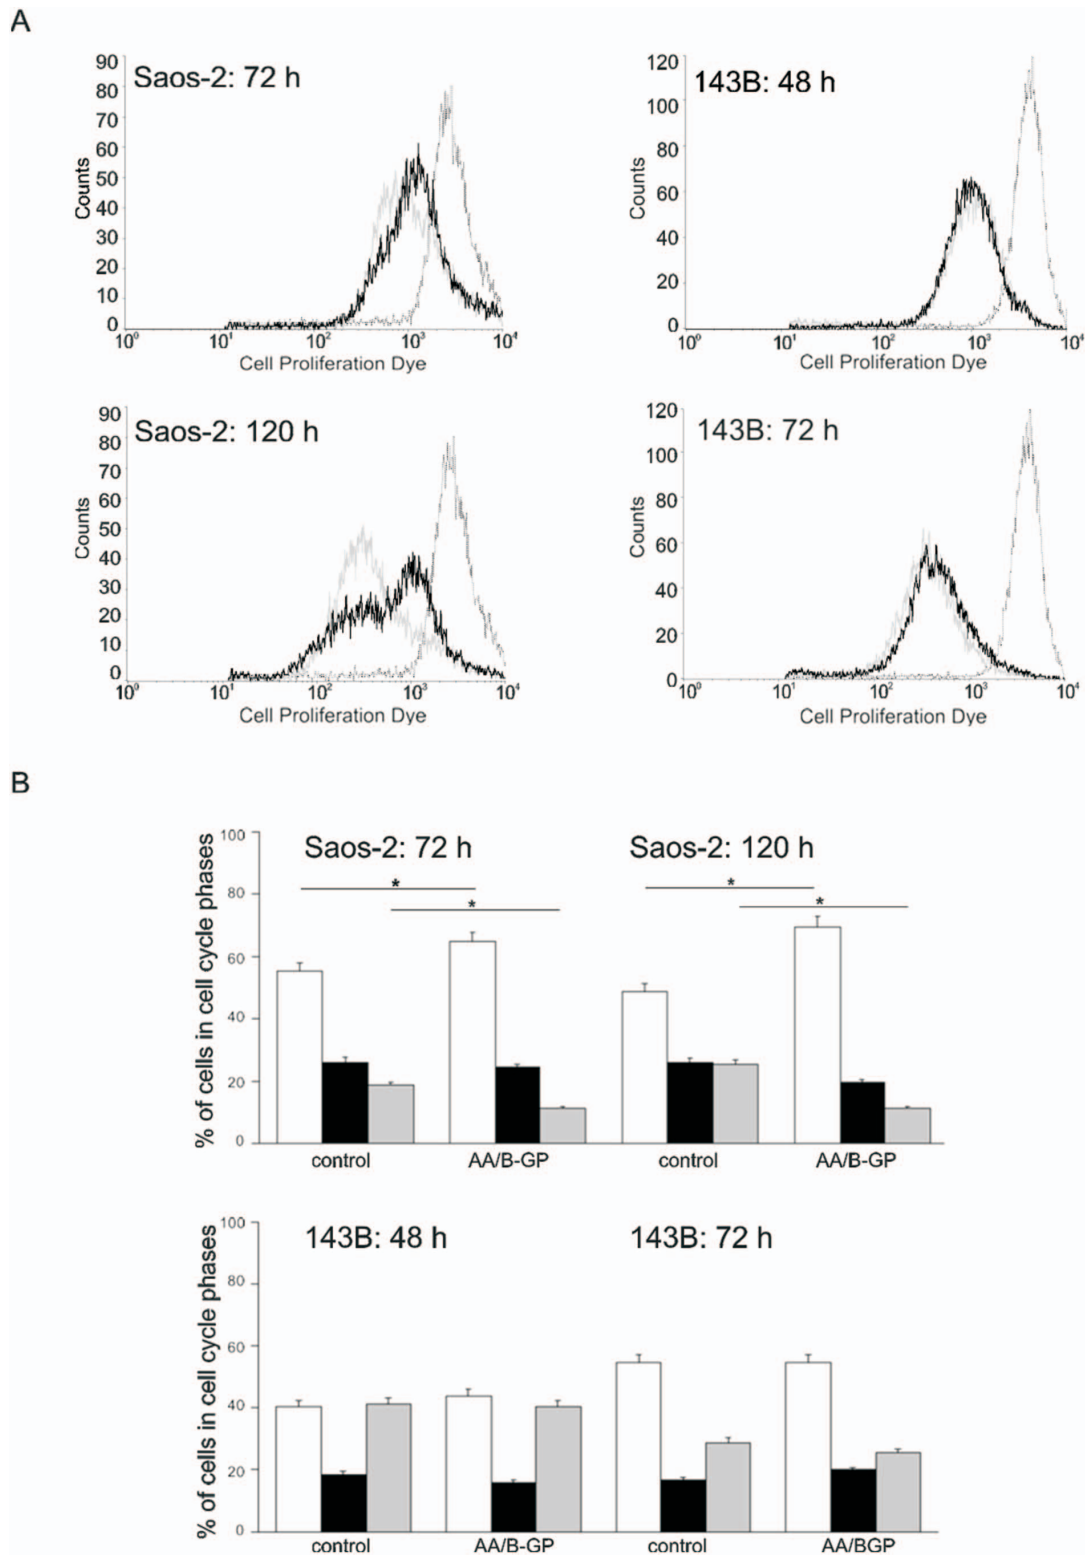 A
Saos-2: 72 h
90
80
70
60
50
40
30
20
10
0
Counts
10⁰ 10¹ 10² 10³ 10⁴
Cell Proliferation Dye
143B: 48 h
120
100
80
60
40
20
0
Counts
10⁰ 10¹ 10² 10³ 10⁴
Cell Proliferation Dye
Saos-2: 120 h
90
80
70
60
50
40
30
20
10
0
Counts
10⁰ 10¹ 10² 10³ 10⁴
Cell Proliferation Dye
143B: 72 h
120
100
80
60
40
20
0
Counts
10⁰ 10¹ 10² 10³ 10⁴
Cell Proliferation Dye
B
% of cells in cell cycle phases
100
80
60
40
20
0
Saos-2: 72 h
Saos-2: 120 h
*
*
*
*
control AA/B-GP control AA/B-GP
% of cells in cell cycle phases
100
80
60
40
20
0
143B: 48 h
143B: 72 h
control AA/B-GP control AA/BGP